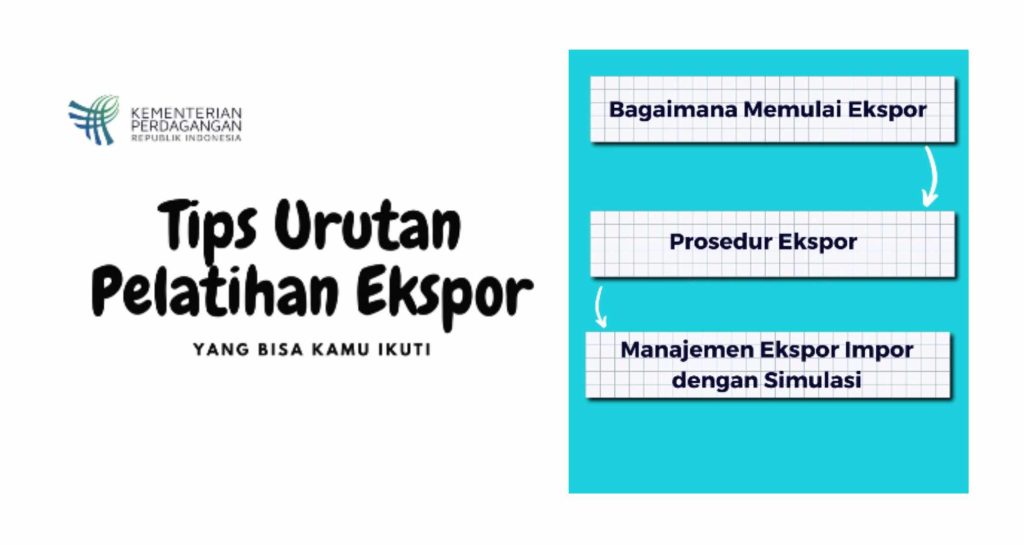 KEMENTERIAN
PERDAGANGAN
REPUBLIK INDONESIA
Tips Urutan
Pelatihan Ekspor
YANG BISA KAMU IKUTI
Bagaimana Memulai Ekspor
Prosedur Ekspor
Manajemen Ekspor Impor
dengan Simulasi